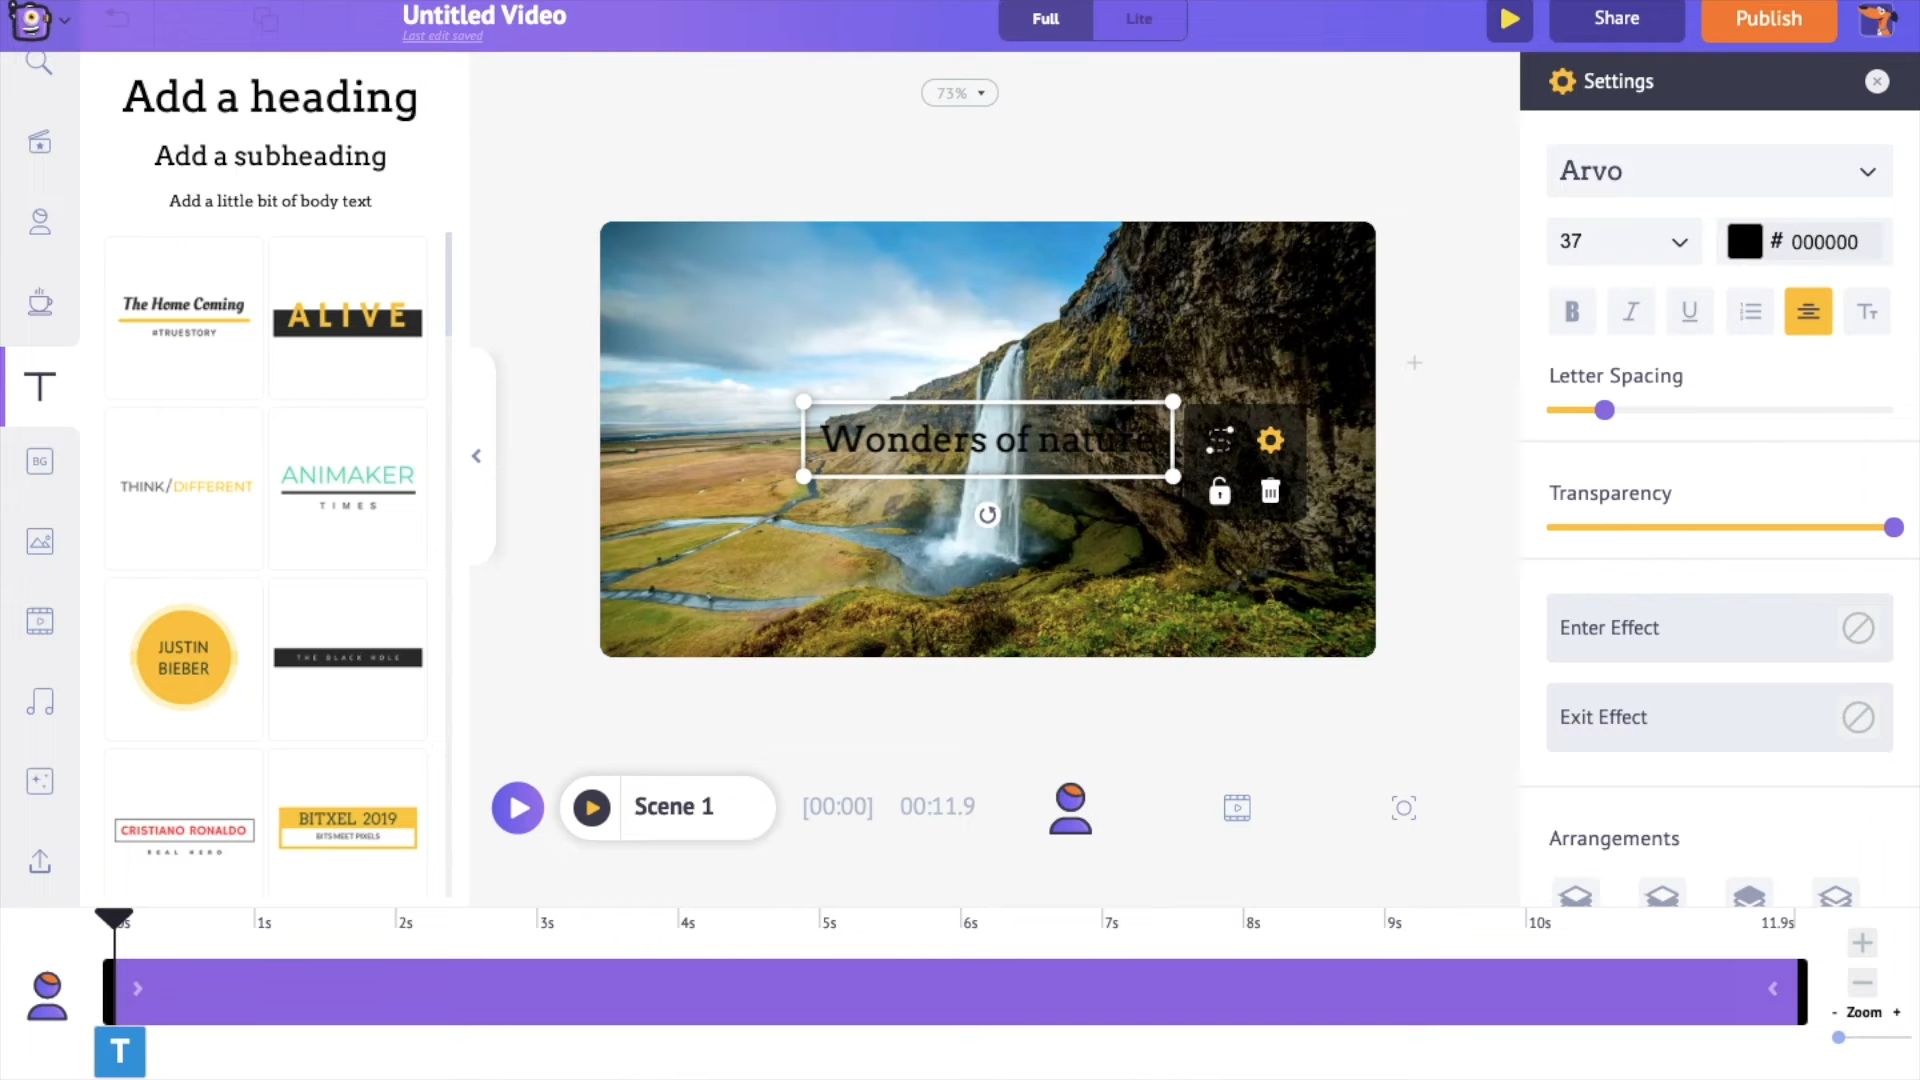 Untitled Video
Last edit saved
Full
Lite
Share
Publish
Add a heading
Add a subheading
Add a little bit of body text
The Home Coming
#TRUESTORY
ALIVE
THINK/DIFFERENT
ANIMAKER
TIMES
JUSTIN
BIEBER
THE BLACK HOLE
CRISTIANO RONALDO
REAL HERO
BITXEL 2019
BITS MEET PIXELS
BG
73%
Wonders of nature
Settings
Arvo
37
# 000000
B I U
Tт
Letter Spacing
Transparency
Enter Effect
Exit Effect
Arrangements
Scene 1
[00:00]
00:11.9
0s
1s
2s
3s
4s
5s
6s
7s
8s
9s
10s
11.9s
- Zoom +
T